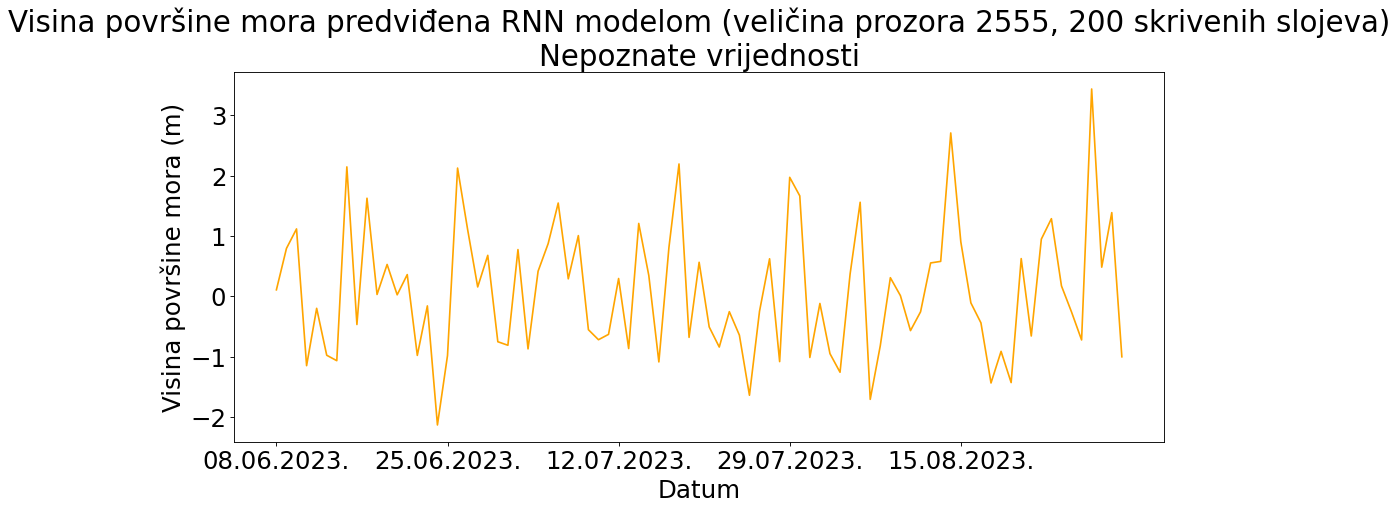 Visina površine mora predviđena RNN modelom (veličina prozora 2555, 200 skrivenih slojeva)
Nepoznate vrijednosti
Visina površine mora (m)
3
2
1
0
−1
−2
08.06.2023. 25.06.2023. 12.07.2023. 29.07.2023. 15.08.2023.
Datum